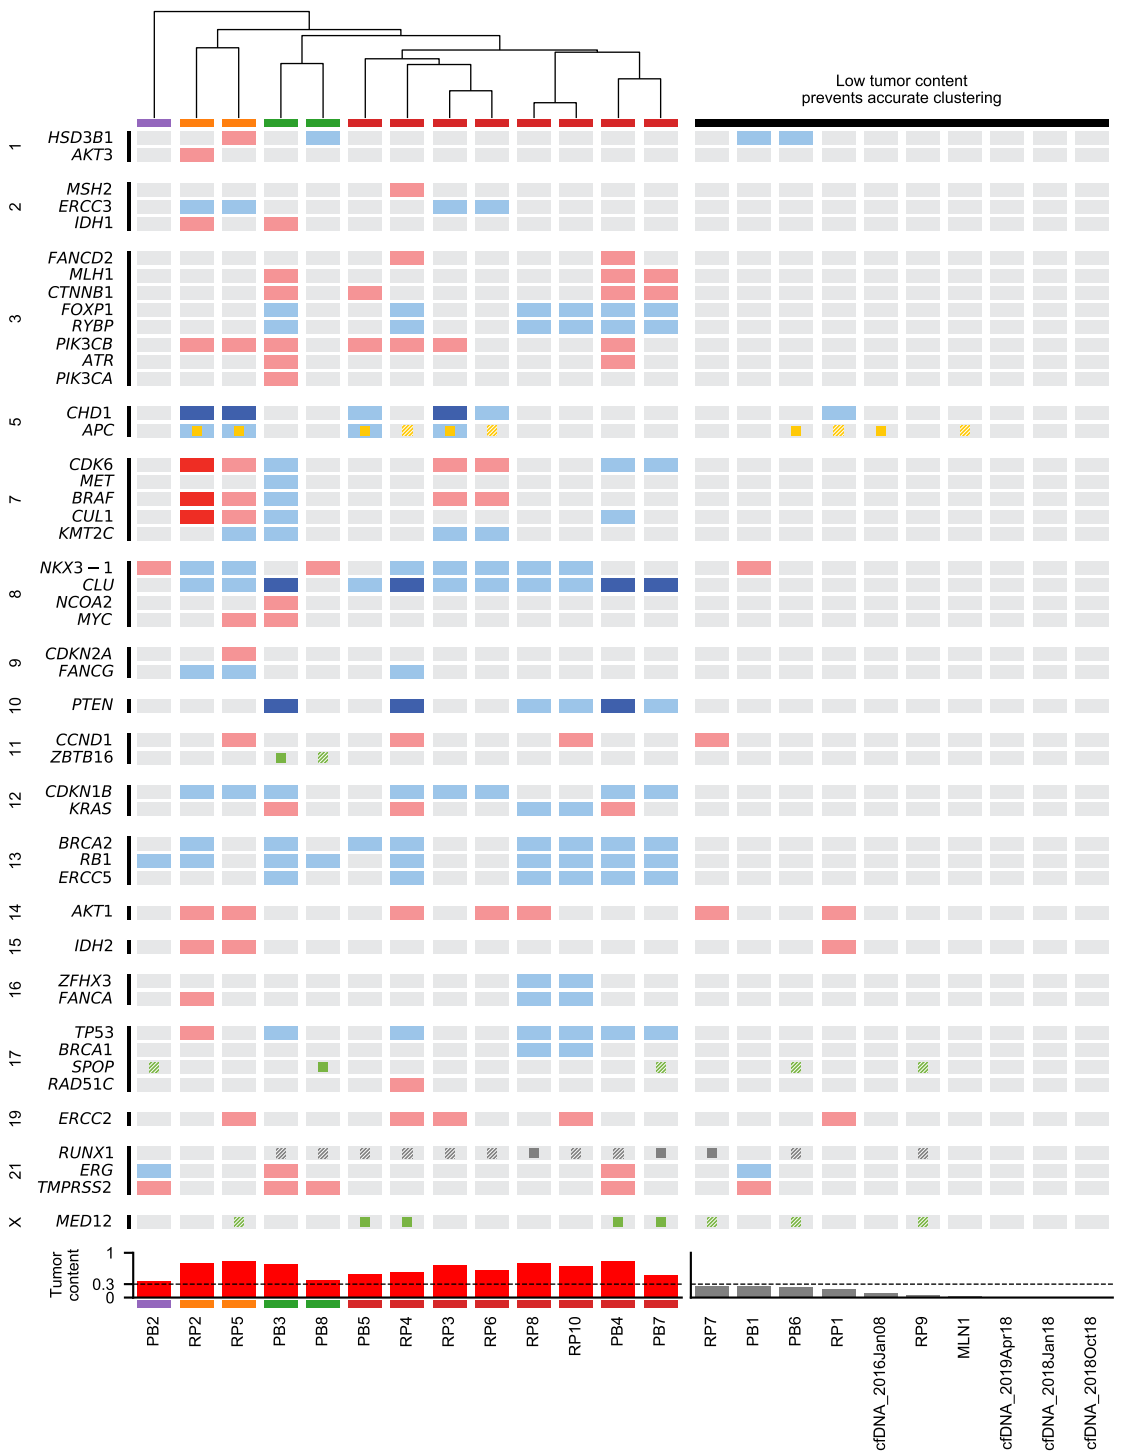 Low tumor content
prevents accurate clustering
1
HSD3B1
AKT3
2
MSH2
ERCC3
IDH1
3
FANCD2
MLH1
CTNNB1
FOXP1
RYBP
PIK3CB
ATR
PIK3CA
5
CHD1
APC
7
CDK6
MET
BRAF
CUL1
KMT2C
8
NKX3−1
CLU
NCOA2
MYC
9
CDKN2A
FANCG
10
PTEN
11
CCND1
ZBTB16
12
CDKN1B
KRAS
13
BRCA2
RB1
ERCC5
14
AKT1
15
IDH2
16
ZFHX3
FANCA
17
TP53
BRCA1
SPOP
RAD51C
19
ERCC2
21
RUNX1
ERG
TMPRSS2
X
MED12
Tumor
content
1
0.3
0
PB2
RP2
RP5
PB3
PB8
PB5
RP4
RP3
RP6
RP8
RP10
PB4
PB7
RP7
PB1
PB6
RP1
cfDNA_2016Jan08
RP9
MLN1
cfDNA_2019Apr18
cfDNA_2018Jan18
cfDNA_2018Oct18